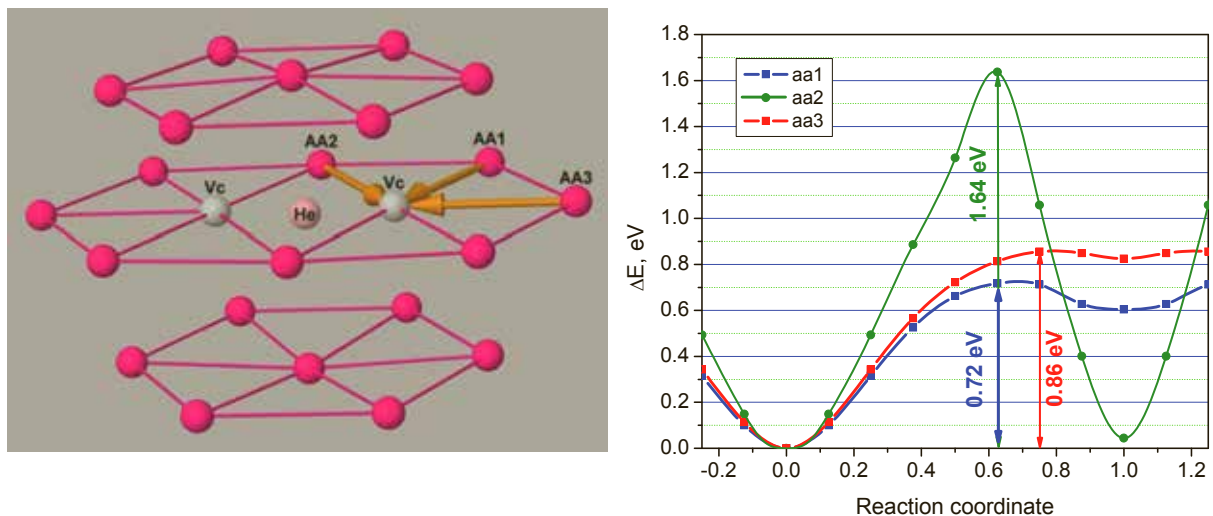 AA2
AA1
AA3
Vc
Vc
He
1.8
1.6
1.4
1.2
1.0
0.8
0.6
0.4
0.2
0.0
ΔE, eV
aa1
aa2
aa3
1.64 eV
0.72 eV
0.86 eV
-0.2 0.0 0.2 0.4 0.6 0.8 1.0 1.2
Reaction coordinate